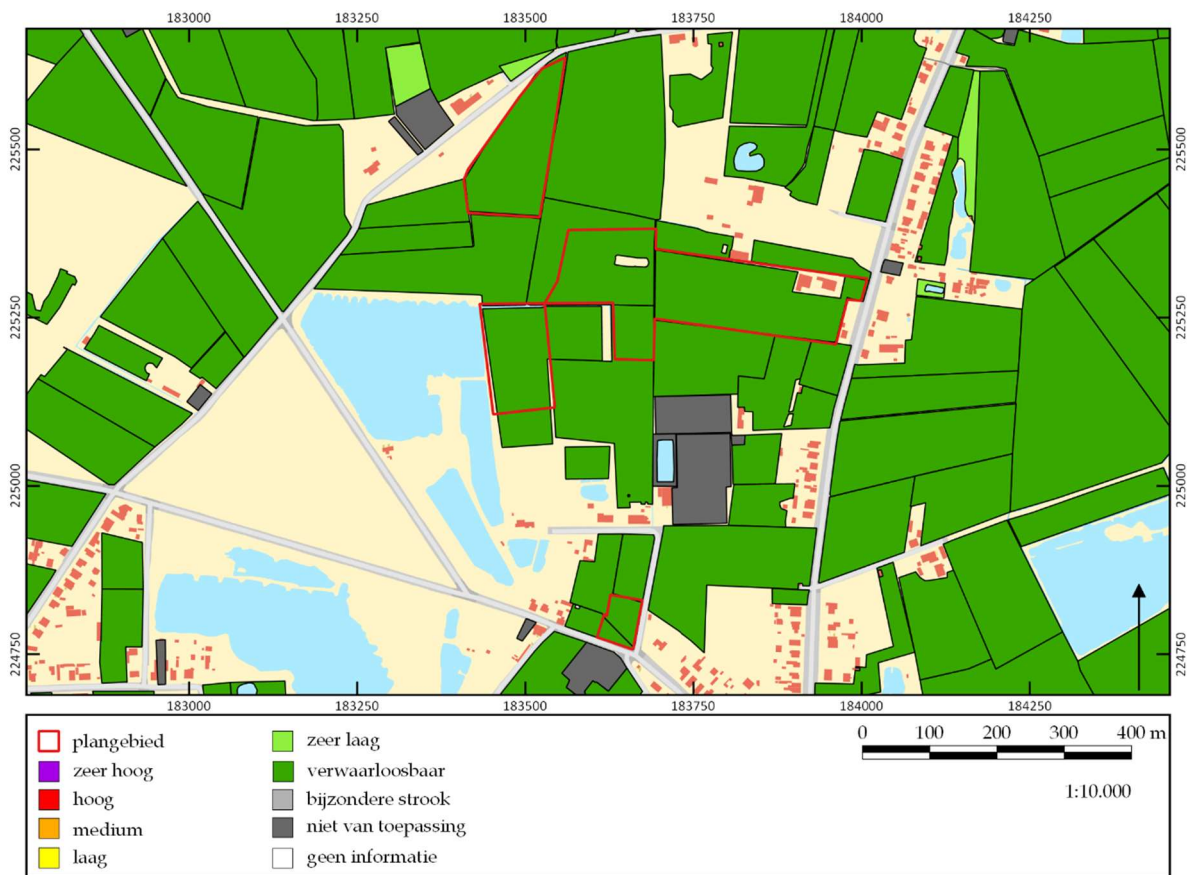 183000 183250 183500 183750 184000 184250
225500 225500
225250 225250
225000 225000
224750 224750
183000 183250 183500 183750 184000 184250
plangebied
zeer hoog
hoog
medium
laag
zeer laag
verwaarloosbaar
bijzondere strook
niet van toepassing
geen informatie
0 100 200 300 400 m
1:10.000